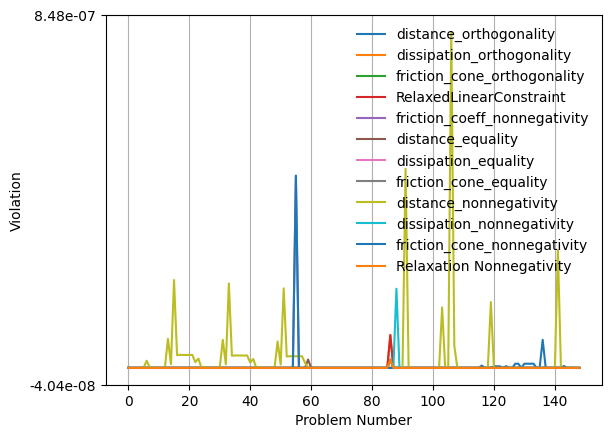 8.48e-07
distance_orthogonality
dissipation_orthogonality
friction_cone_orthogonality
RelaxedLinearConstraint
friction_coeff_nonnegativity
distance_equality
dissipation_equality
friction_cone_equality
distance_nonnegativity
dissipation_nonnegativity
friction_cone_nonnegativity
Relaxation Nonnegativity
Violation
-4.04e-08
0 20 40 60 80 100 120 140
Problem Number